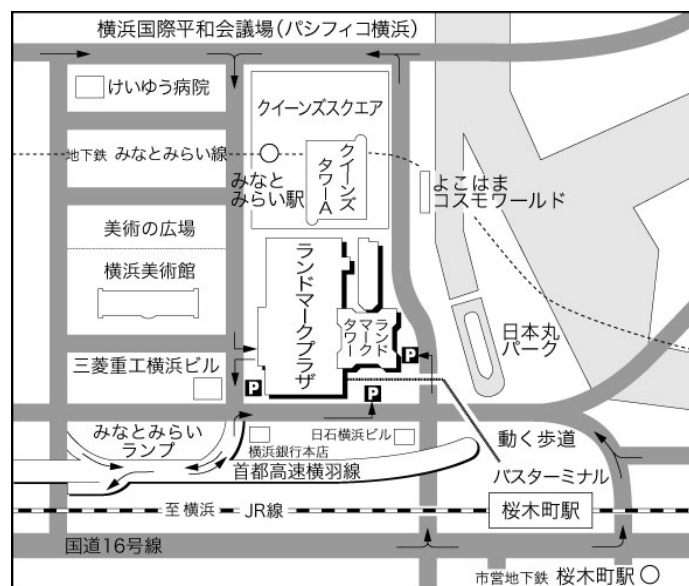 横浜国際平和会議場(パシフィコ横浜)
けいゆう病院
クイーンズスクエア
地下鉄 みなとみらい線
みなと
みらい駅
クイーンズ
タワーA
よこはま
コスモワールド
美術の広場
横浜美術館
ランドマークプラザ
ランド
マーク
タワー
日本丸
パーク
三菱重工横浜ビル
P
P
P
みなとみらい
ランプ
日石横浜ビル
横浜銀行本店
動く歩道
首都高速横羽線
バスターミナル
至 横浜
JR線
桜木町駅
国道16号線
市営地下鉄 桜木町駅